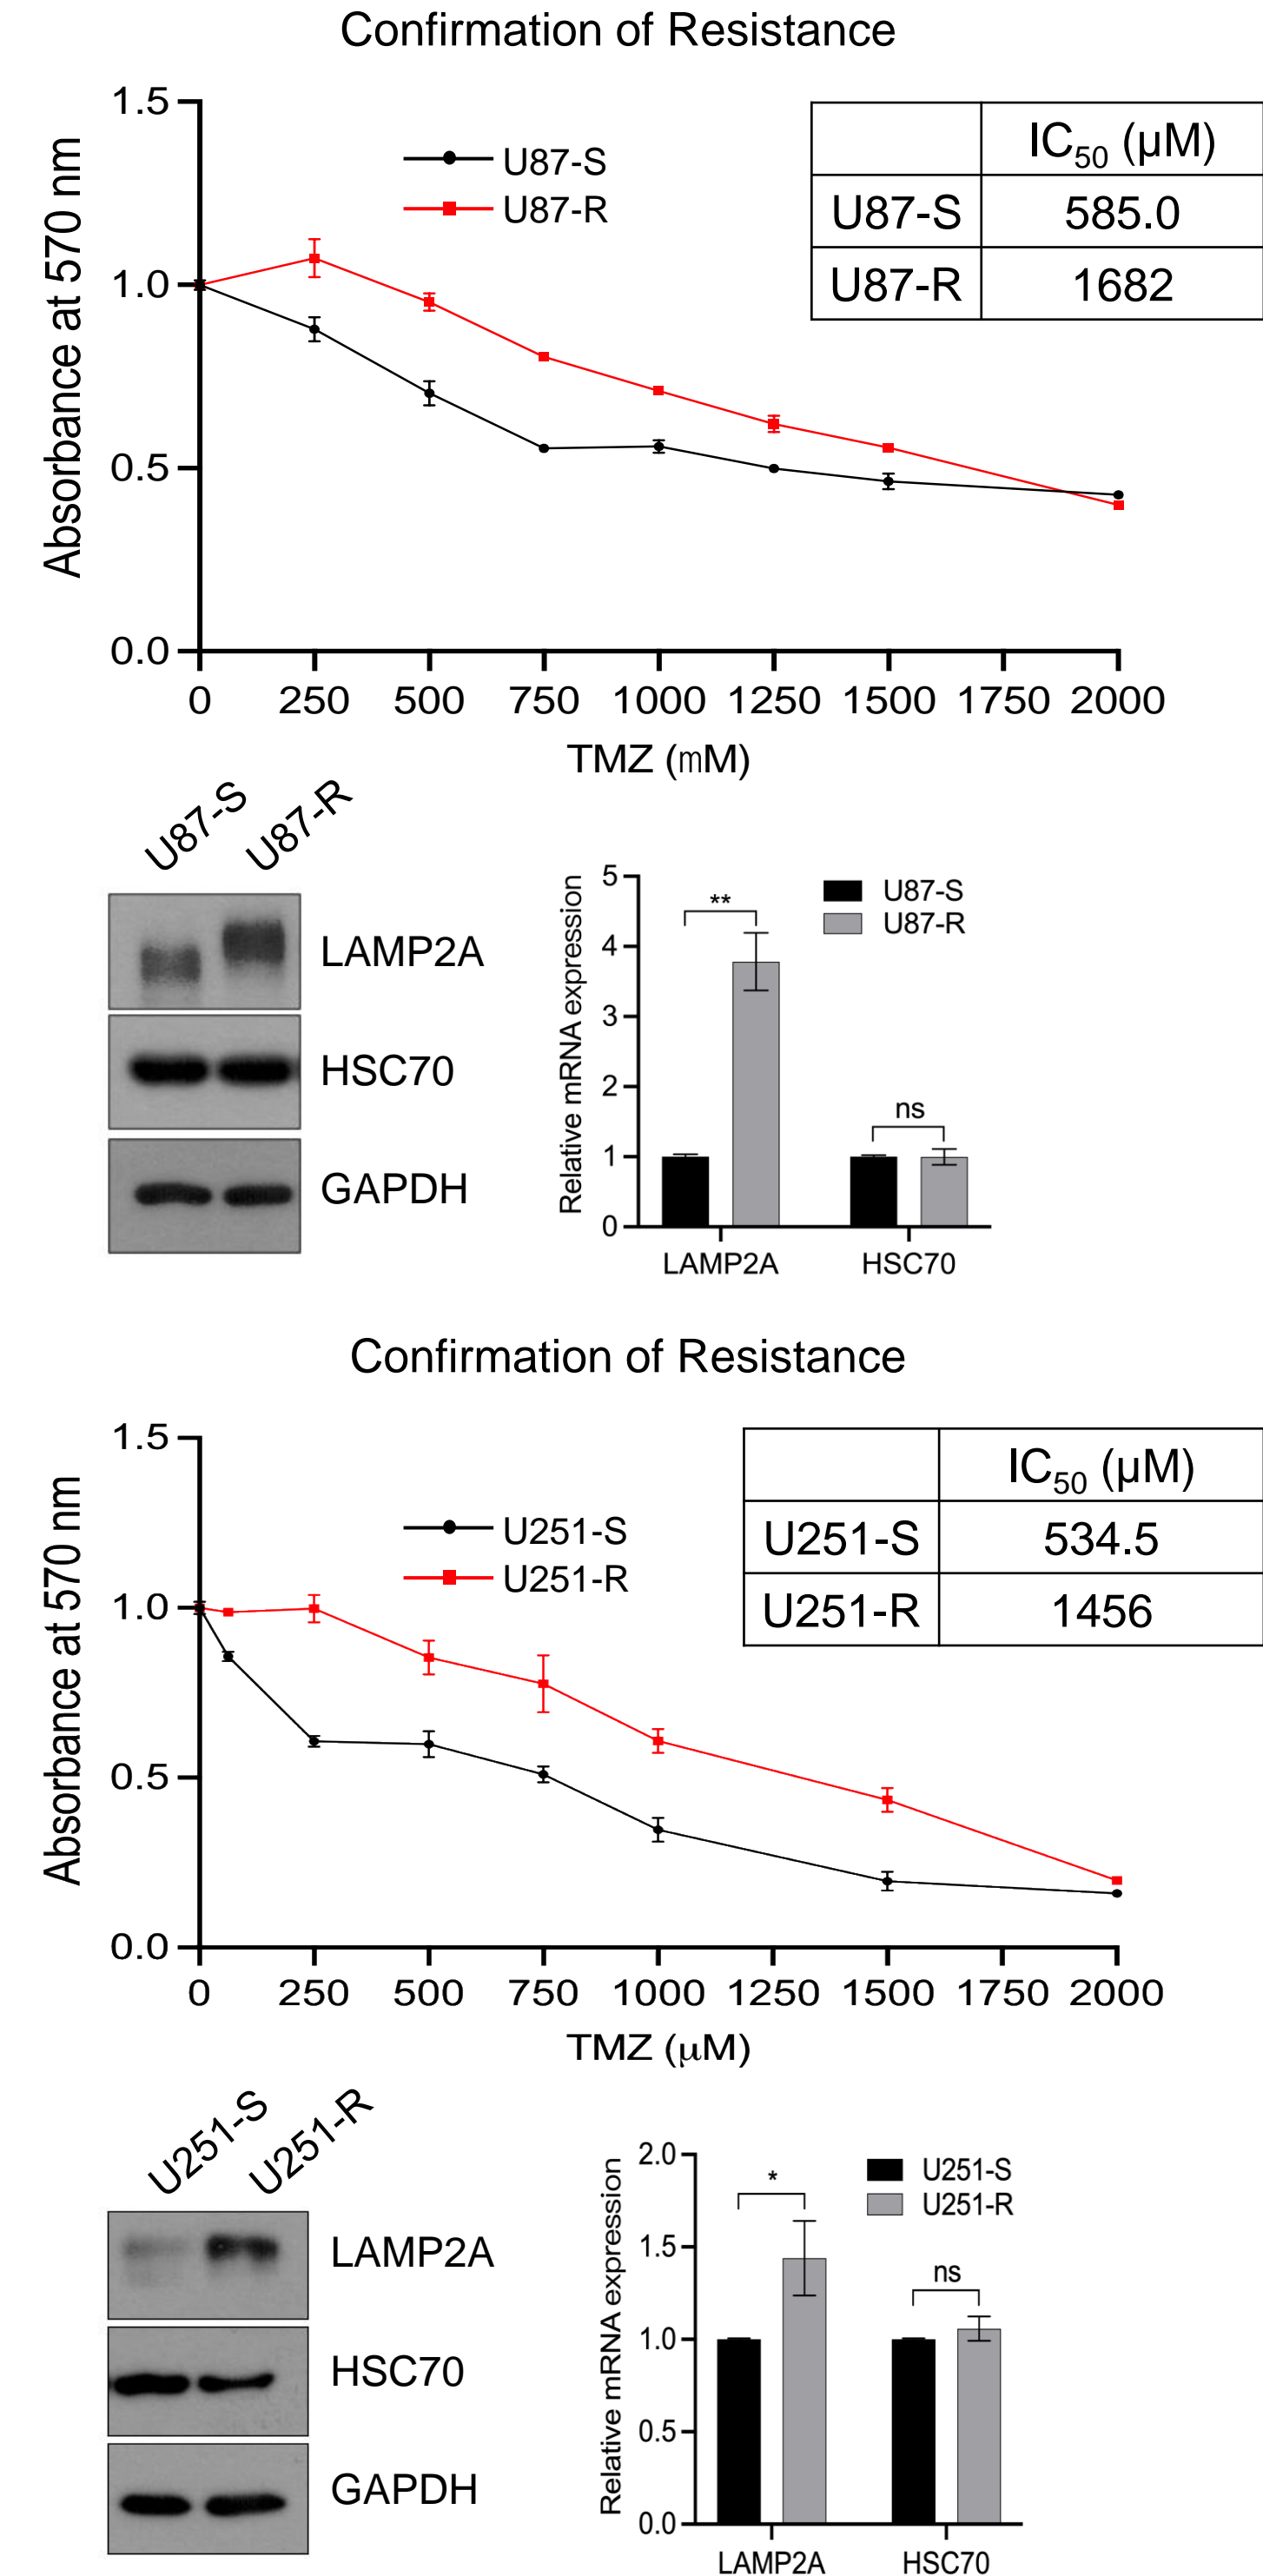 Confirmation of Resistance
1.5
1.0
0.5
0.0
Absorbance at 570 nm
U87-S
U87-R
IC50 (µM)
U87-S 585.0
U87-R 1682
0 250 500 750 1000 1250 1500 1750 2000
TMZ (mM)
U87-S U87-R
LAMP2A
HSC70
GAPDH
5
4
3
2
1
0
Relative mRNA expression
**
ns
U87-S
U87-R
LAMP2A HSC70
Confirmation of Resistance
1.5
1.0
0.5
0.0
Absorbance at 570 nm
U251-S
U251-R
IC50 (µM)
U251-S 534.5
U251-R 1456
0 250 500 750 1000 1250 1500 1750 2000
TMZ (µM)
U251-S U251-R
LAMP2A
HSC70
GAPDH
2.0
1.5
1.0
0.5
0.0
Relative mRNA expression
*
ns
U251-S
U251-R
LAMP2A HSC70